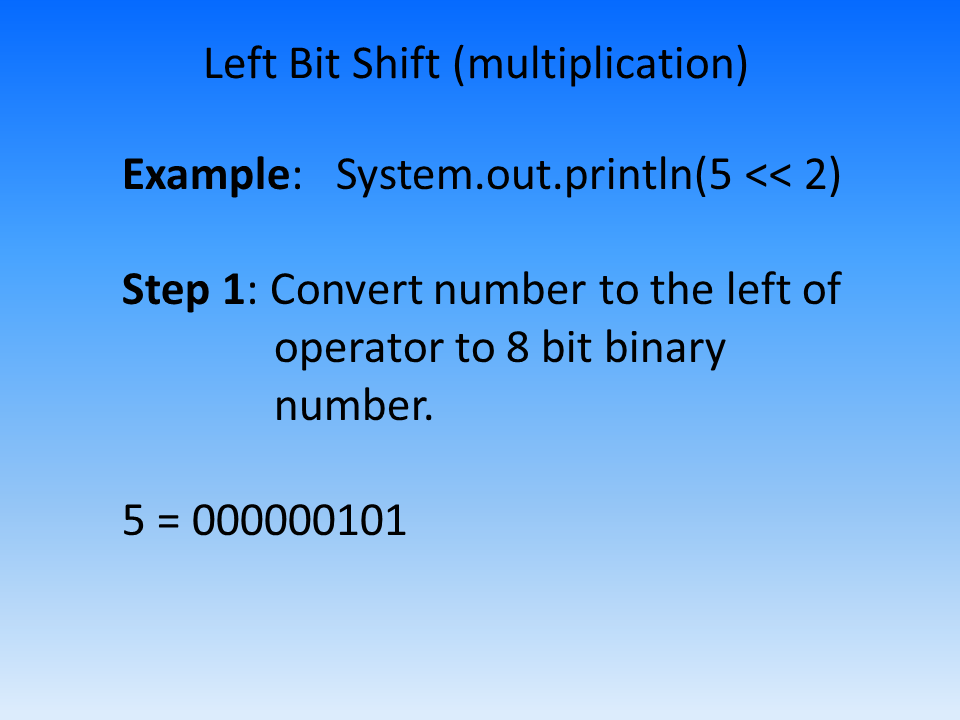 Left Bit Shift (multiplication)
Example: System.out.println(5 << 2)
Step 1: Convert number to the left of
operator to 8 bit binary
number.
5 = 000000101